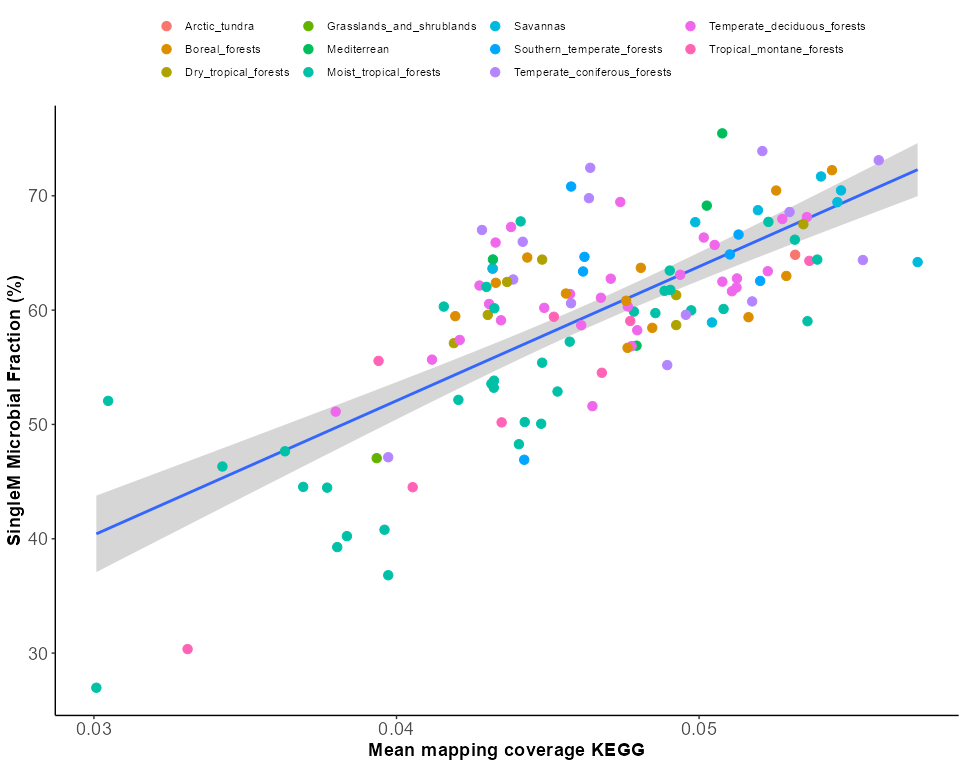 Arctic_tundra Grasslands_and_shrublands Savannas Temperate_deciduous_forests
Boreal_forests Mediterrean Southern_temperate_forests Tropical_montane_forests
Dry_tropical_forests Moist_tropical_forests Temperate_coniferous_forests
SingleM Microbial Fraction (%)
70
60
50
40
30
0.03 0.04 0.05
Mean mapping coverage KEGG